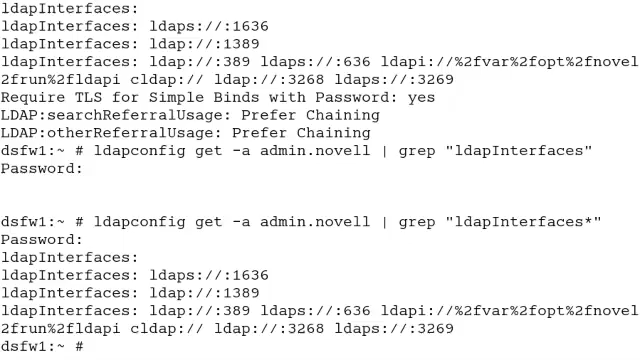 ldapInterfaces:
ldapInterfaces: ldaps://:1636
ldapInterfaces: ldap://:1389
ldapInterfaces: ldap://:389 ldaps://:636 ldapi://%2fvar%2fopt%2fnovel
2frun%2fldapi cldap:// ldap://:3268 ldaps://:3269
Require TLS for Simple Binds with Password: yes
LDAP:searchReferralUsage: Prefer Chaining
LDAP:otherReferralUsage: Prefer Chaining
dsfw1:~ # ldapconfig get -a admin.novell | grep "ldapInterfaces"
Password:
dsfw1:~ # ldapconfig get -a admin.novell | grep "ldapInterfaces*"
Password:
ldapInterfaces:
ldapInterfaces: ldaps://:1636
ldapInterfaces: ldap://:1389
ldapInterfaces: ldap://:389 ldaps://:636 ldapi://%2fvar%2fopt%2fnovel
2frun%2fldapi cldap:// ldap://:3268 ldaps://:3269
dsfw1:~ #